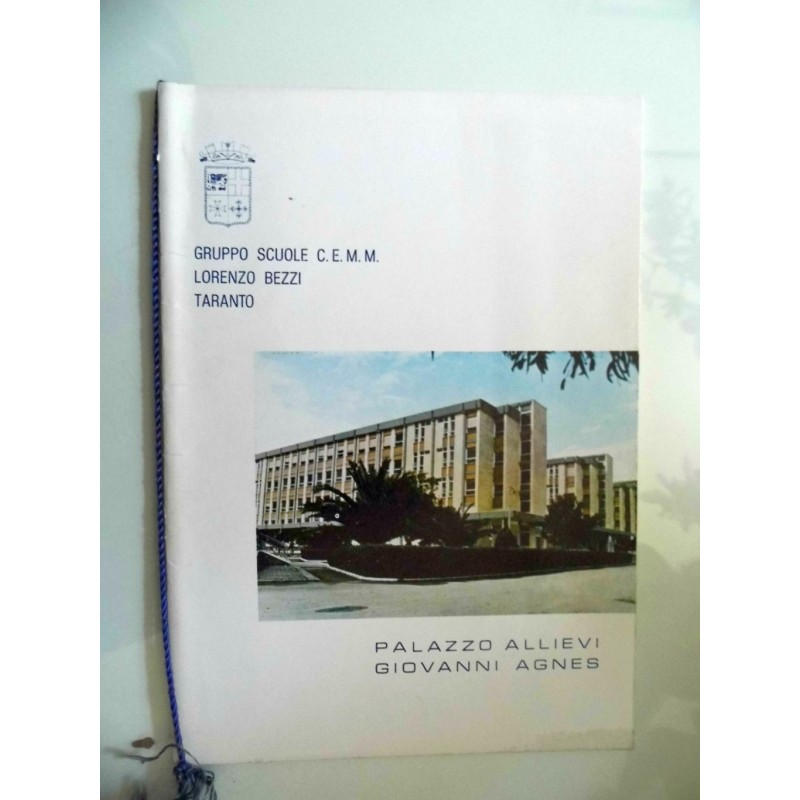 GRUPPO SCUOLE C.E.M.M.
LORENZO BEZZI
TARANTO
PALAZZO ALLIEVI
GIOVANNI AGNES